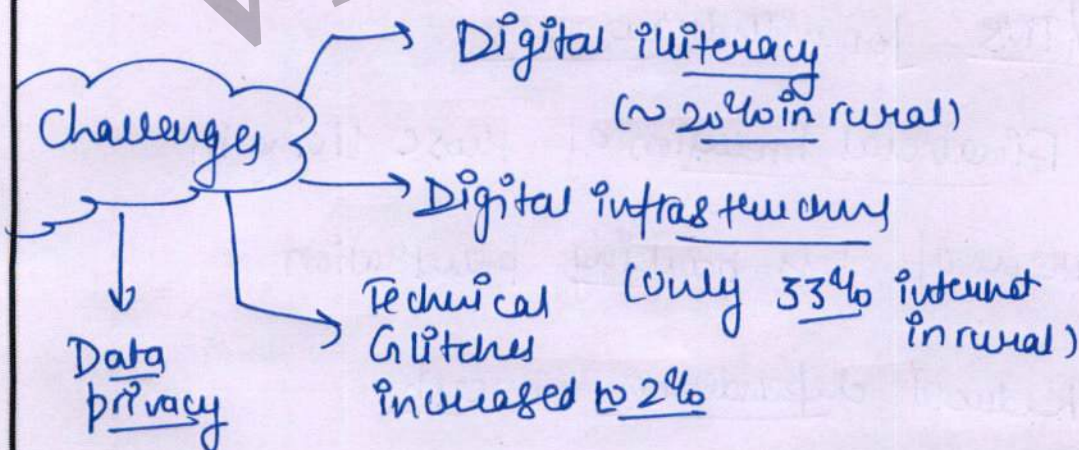 Challenges
Digital illiteracy
(~ 20% in rural)
Digital infrastructure
(only 33% internet
in rural)
Technical
Glitches
increased to 2%
Data
privacy